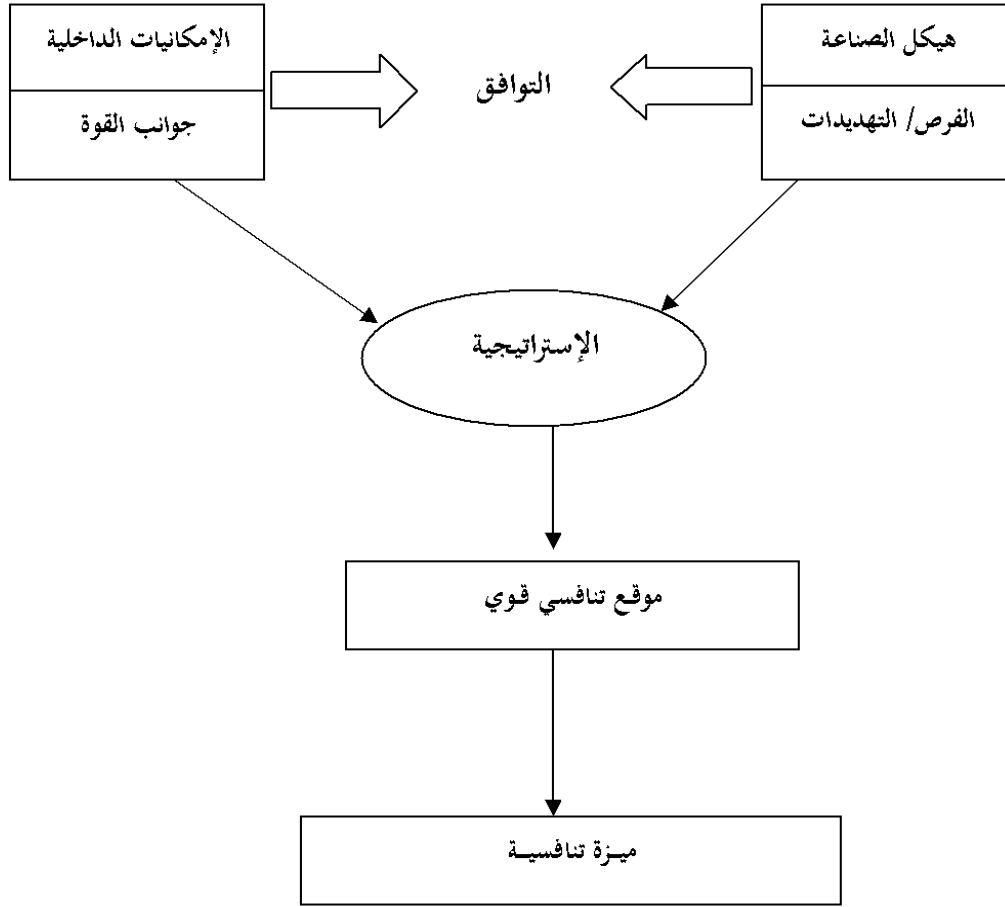 هيكل الصناعة
الفرص/ التهديدات
التوافق
الإمكانيات الداخلية
جوانب القوة
الإستراتيجية
موقع تنافسي قوي
ميـزة تنافسيـة